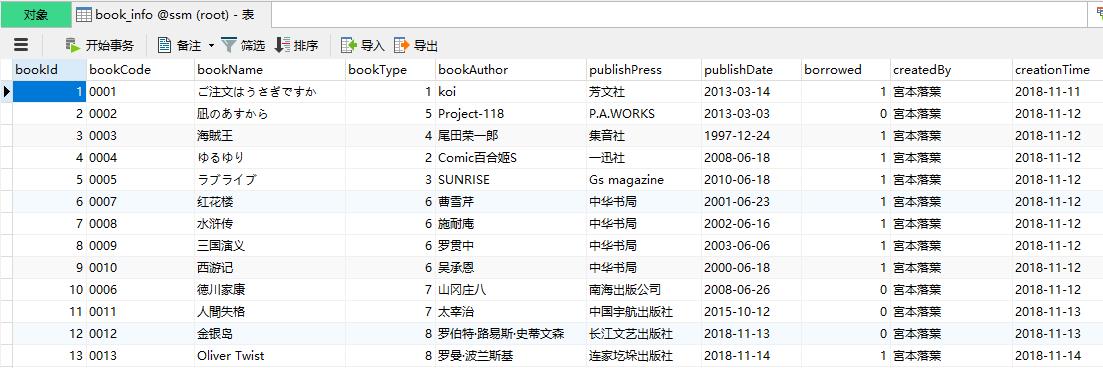 对象 book_info @ssm (root) - 表
开始事务 备注 筛选 排序 导入 导出
bookId bookCode bookName bookType bookAuthor publishPress publishDate borrowed createdBy creationTime
1 0001 ご注文はうさぎですか 1 koi 芳文社 2013-03-14 1 宮本落葉 2018-11-11
2 0002 凪のあすから 5 Project-118 P.A.WORKS 2013-03-03 0 宮本落葉 2018-11-12
3 0003 海賊王 4 尾田荣一郎 集音社 1997-12-24 1 宮本落葉 2018-11-12
4 0004 ゆるゆり 2 Comic百合姬S 一迅社 2008-06-18 1 宮本落葉 2018-11-12
5 0005 ラブライブ 3 SUNRISE Gs magazine 2010-06-18 1 宮本落葉 2018-11-12
6 0007 红花楼 6 曹雪芹 中华书局 2001-06-23 1 宮本落葉 2018-11-12
7 0008 水浒传 6 施耐庵 中华书局 2002-06-16 1 宮本落葉 2018-11-12
8 0009 三国演义 6 罗贯中 中华书局 2003-06-06 1 宮本落葉 2018-11-12
9 0010 西游记 6 吴承恩 中华书局 2000-06-18 1 宮本落葉 2018-11-12
10 0006 徳川家康 7 山冈庄八 南海出版公司 2008-06-26 0 宮本落葉 2018-11-12
11 0011 人間失格 7 太宰治 中国宇航出版社 2015-10-12 0 宮本落葉 2018-11-13
12 0012 金银岛 8 罗伯特·路易斯·史蒂文森 长江文艺出版社 2018-11-13 0 宮本落葉 2018-11-13
13 0013 Oliver Twist 8 罗曼·波兰斯基 连家圪垛出版社 2018-11-14 1 宮本落葉 2018-11-14